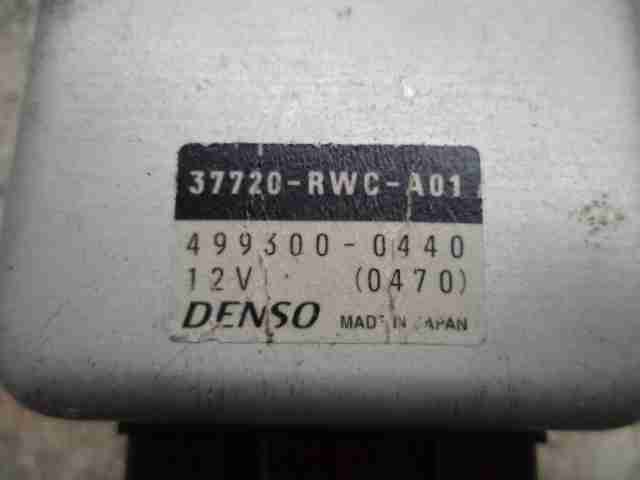 37720-RWC-A01
499300-0440
12V (0470)
DENSO MADE IN JAPAN